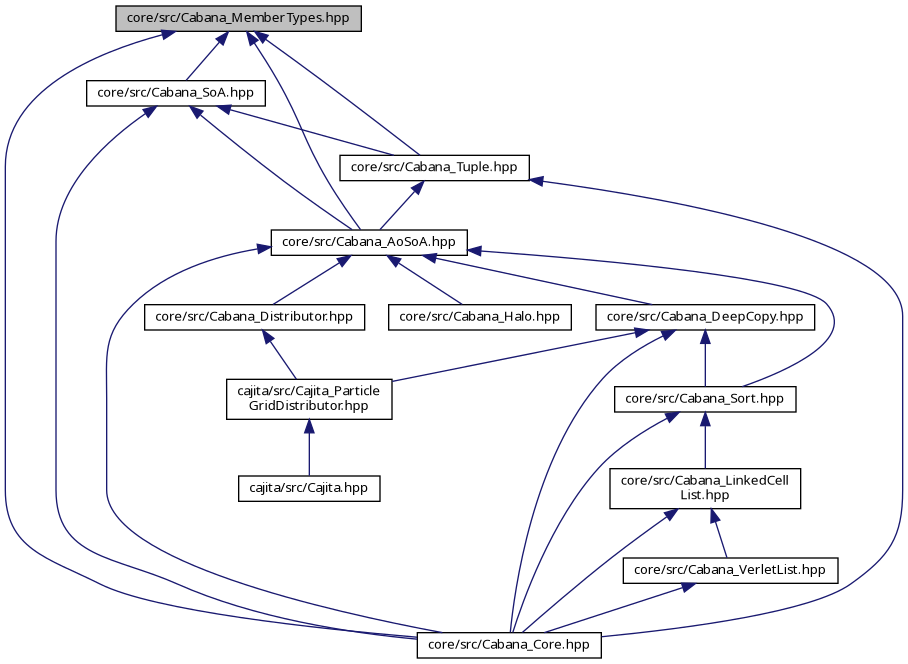 core/src/Cabana_MemberTypes.hpp
core/src/Cabana_SoA.hpp
core/src/Cabana_Tuple.hpp
core/src/Cabana_AoSoA.hpp
core/src/Cabana_Distributor.hpp
core/src/Cabana_Halo.hpp
core/src/Cabana_DeepCopy.hpp
cajita/src/Cajita_Particle
GridDistributor.hpp
core/src/Cabana_Sort.hpp
cajita/src/Cajita.hpp
core/src/Cabana_LinkedCell
List.hpp
core/src/Cabana_VerletList.hpp
core/src/Cabana_Core.hpp